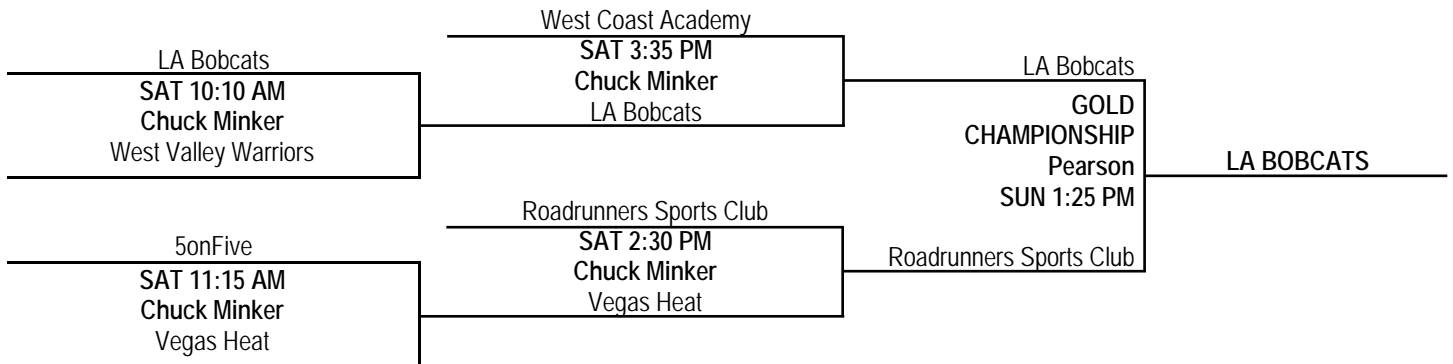 LA Bobcats
SAT 10:10 AM
Chuck Minker
West Valley Warriors
5onFive
SAT 11:15 AM
Chuck Minker
Vegas Heat
West Coast Academy
SAT 3:35 PM
Chuck Minker
LA Bobcats
Roadrunners Sports Club
SAT 2:30 PM
Chuck Minker
Vegas Heat
LA Bobcats
GOLD
CHAMPIONSHIP
Pearson
SUN 1:25 PM
Roadrunners Sports Club
LA BOBCATS